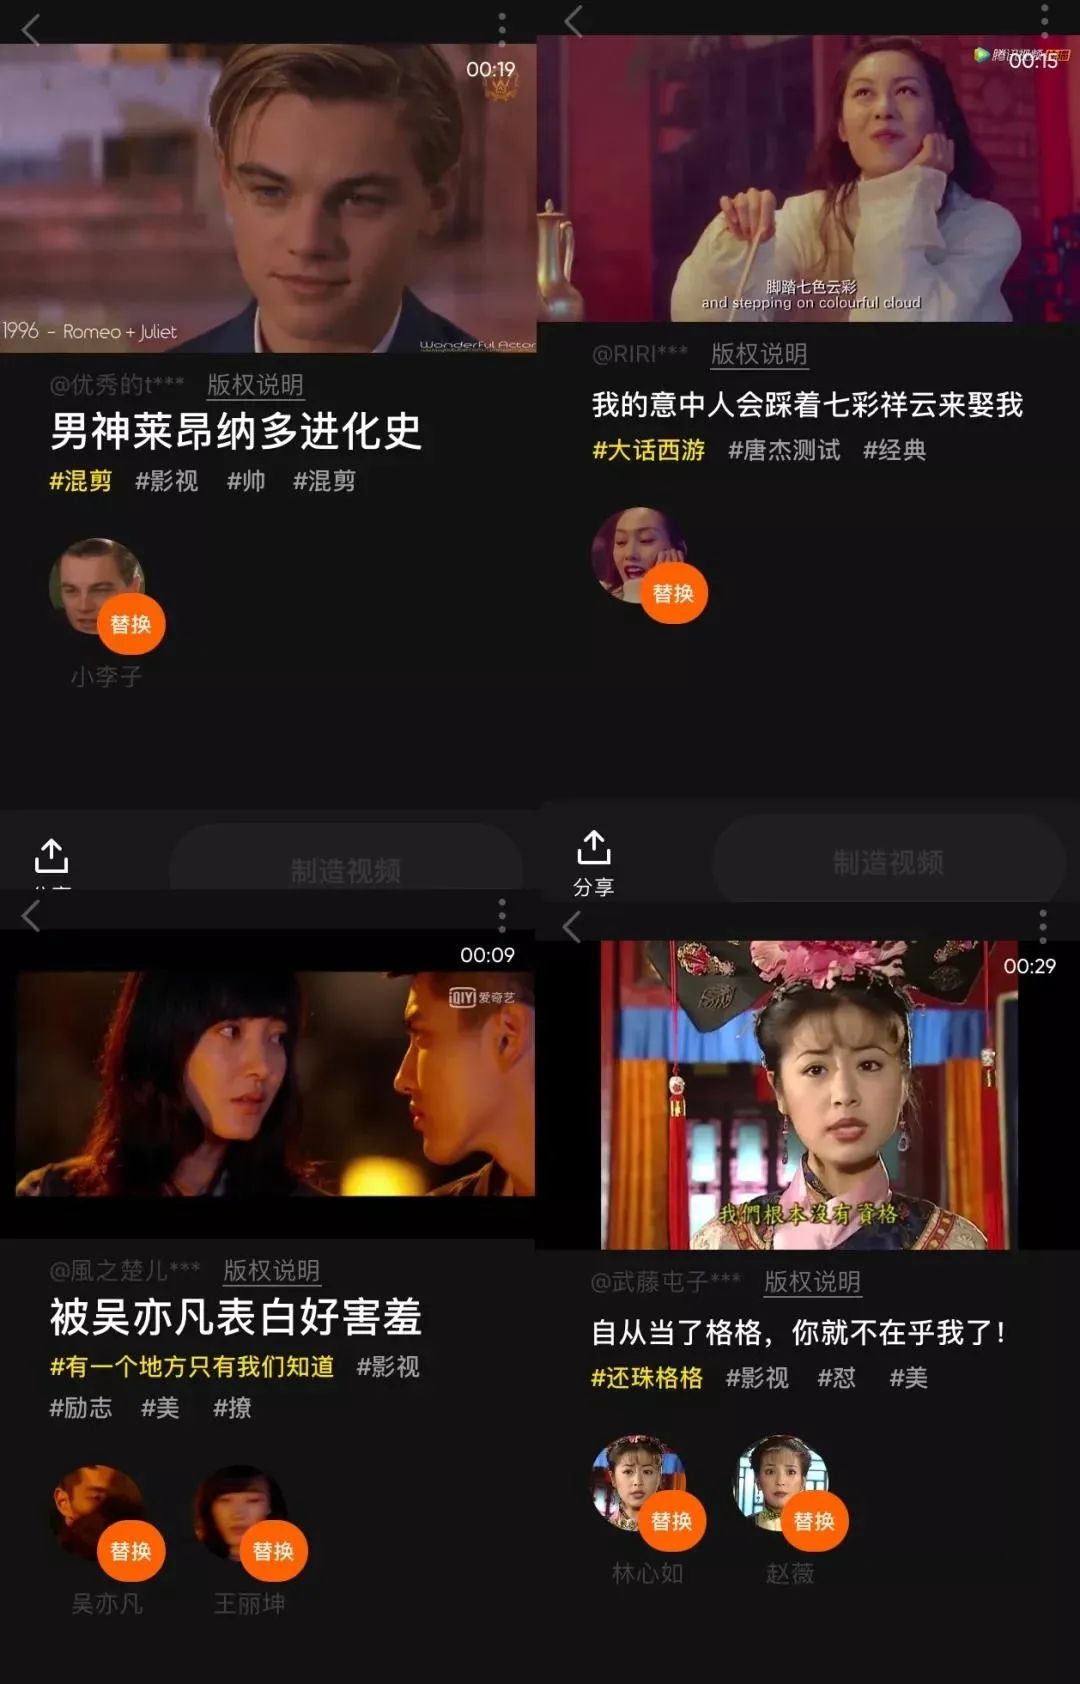 00:19
1996 - Romeo + Juliet
Wonderful Actor
@优秀的t*** 版权说明
男神莱昂纳多进化史
#混剪 #影视 #帅 #混剪
替换
小李子
制造视频
腾讯视频
00:15
脚踏七色云彩
and stepping on colourful cloud
@RIRI*** 版权说明
我的意中人会踩着七彩祥云来娶我
#大话西游 #唐杰测试 #经典
替换
分享
制造视频
00:09
iQIY 爱奇艺
@風之楚儿*** 版权说明
被吴亦凡表白好害羞
#有一个地方只有我们知道 #影视
#励志 #美 #撩
替换 替换
吴亦凡 王丽坤
00:29
我們根本沒有資格
@武藤屯子*** 版权说明
自从当了格格，你就不在乎我了！
#还珠格格 #影视 #怼 #美
替换 替换
林心如 赵薇